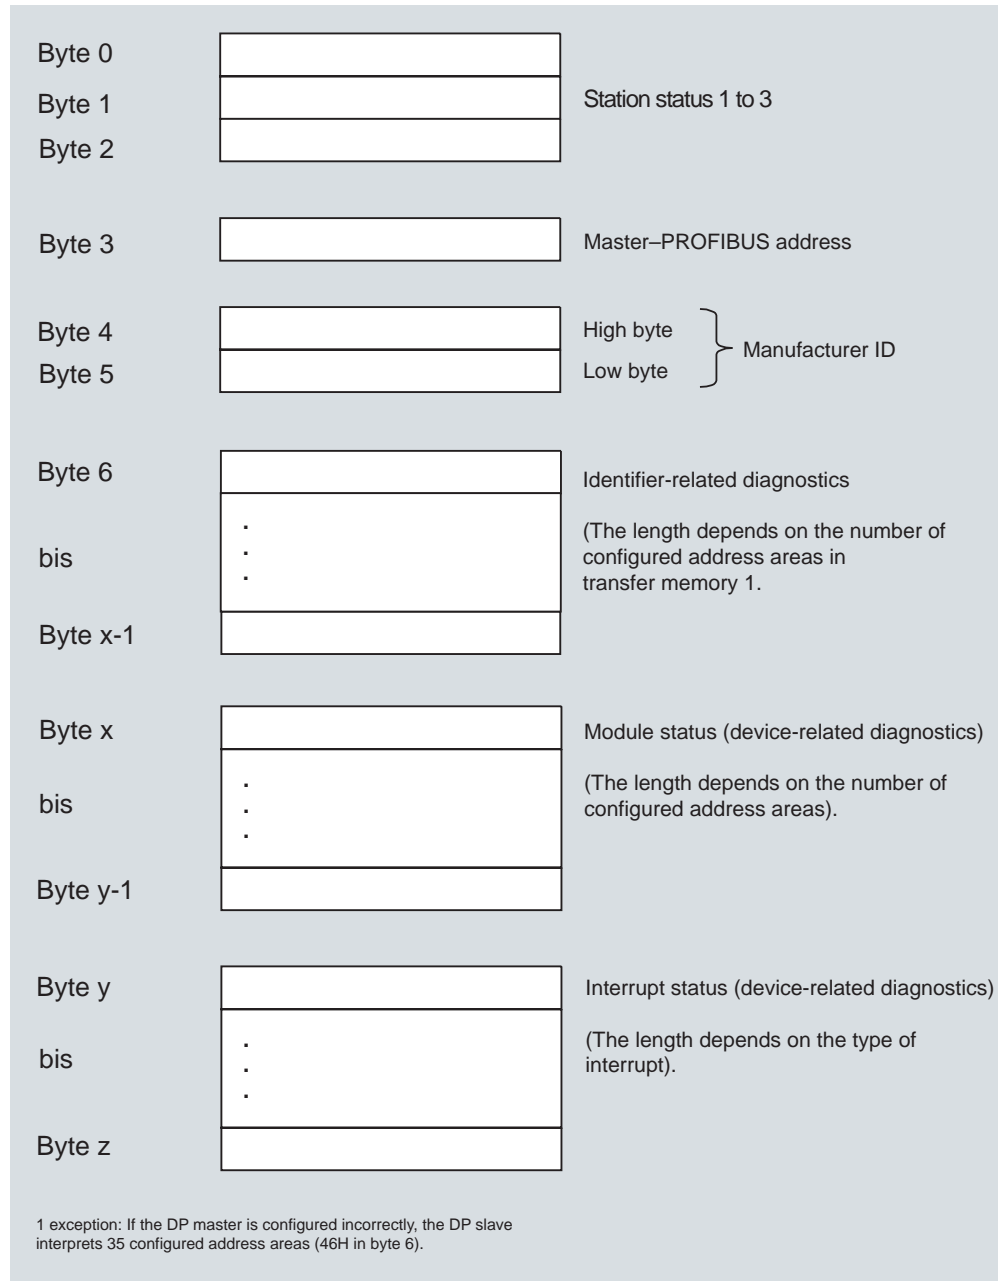 Byte 0
Byte 1
Station status 1 to 3
Byte 2
Byte 3
Master–PROFIBUS address
Byte 4
High byte
Manufacturer ID
Byte 5
Low byte
Byte 6
Identifier-related diagnostics
(The length depends on the number of
configured address areas in
transfer memory 1.
bis
Byte x-1
Byte x
Module status (device-related diagnostics)
(The length depends on the number of
configured address areas).
bis
Byte y-1
Byte y
Interrupt status (device-related diagnostics)
(The length depends on the type of
interrupt).
bis
Byte z
1 exception: If the DP master is configured incorrectly, the DP slave
interprets 35 configured address areas (46H in byte 6).